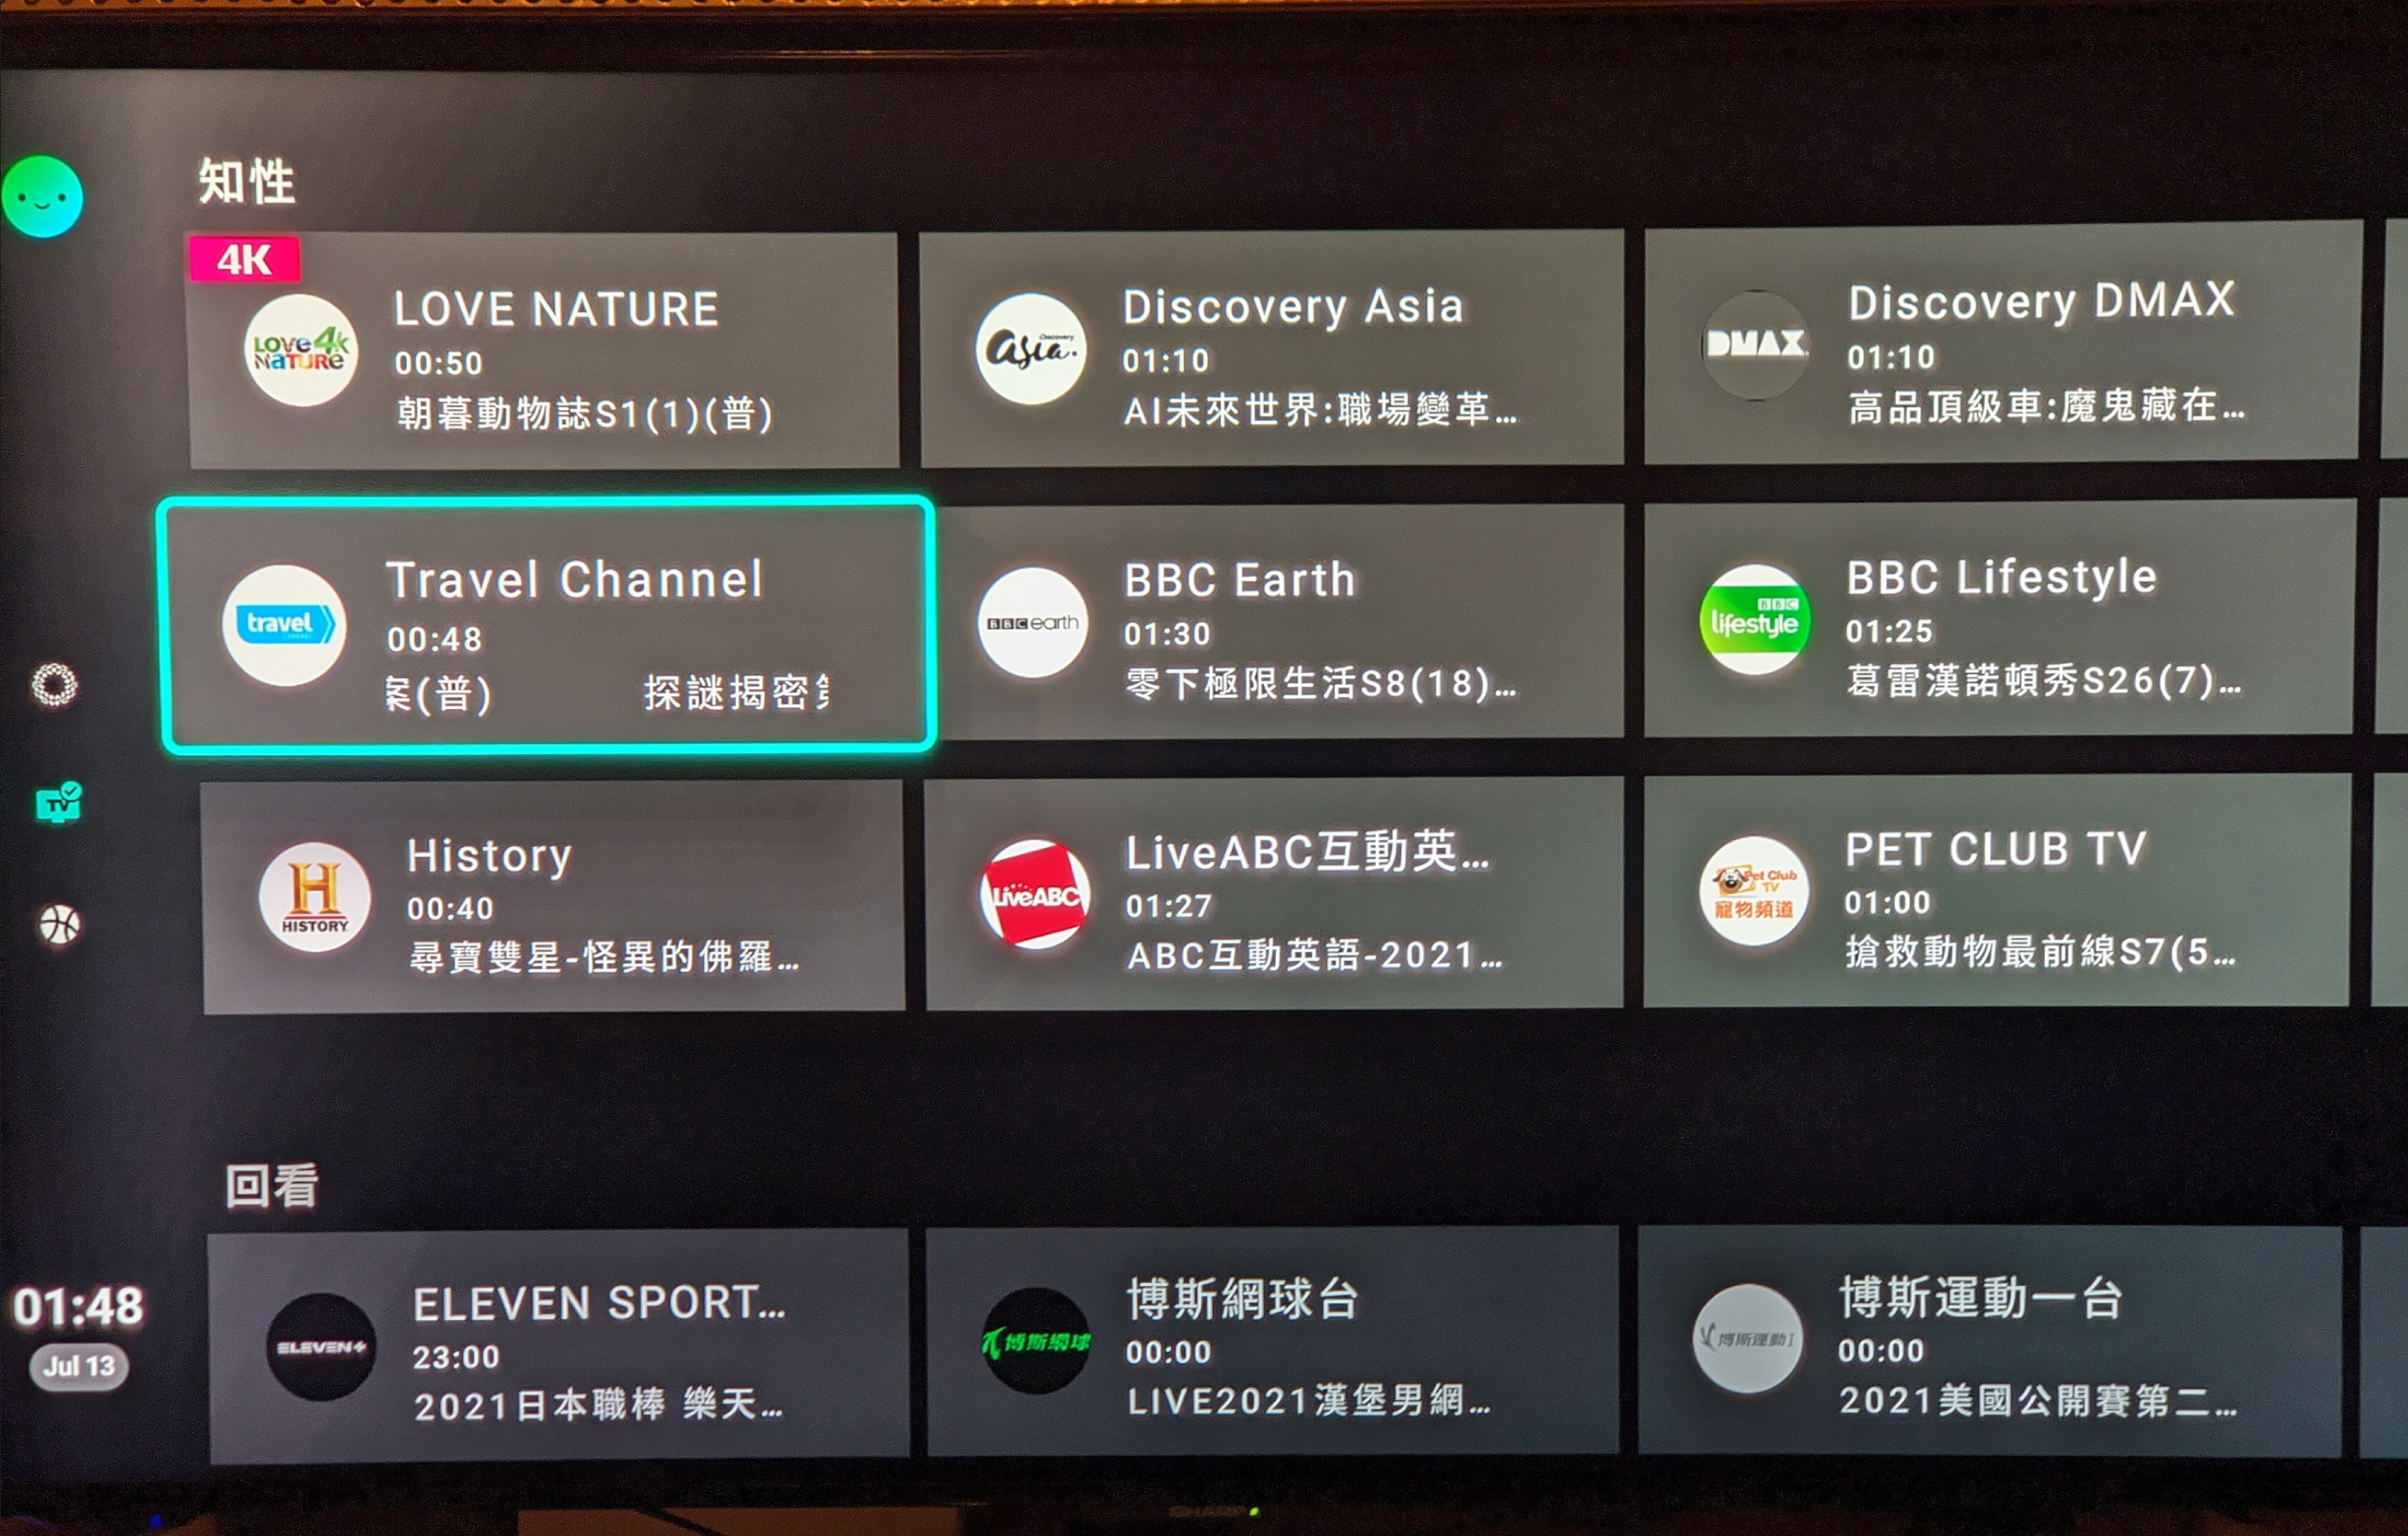 知性
4K
LOVE 4k
NATURE
LOVE NATURE
00:50
朝暮動物誌S1(1)(普)
Discovery
asia.
Discovery Asia
01:10
AI未來世界:職場變革…
DMAX
Discovery DMAX
01:10
高品頂級車:魔鬼藏在…
travel
Travel Channel
00:48
案(普) 探謎揭密
BBC earth
BBC Earth
01:30
零下極限生活S8(18)…
BBC
lifestyle
BBC Lifestyle
01:25
葛雷漢諾頓秀S26(7)…
H
HISTORY
History
00:40
尋寶雙星-怪異的佛羅…
LiveABC
LiveABC互動英…
01:27
ABC互動英語-2021…
Pet Club
TV
寵物頻道
PET CLUB TV
01:00
搶救動物最前線S7(5…
TV
回看
01:48
Jul 13
ELEVEN+
ELEVEN SPORT…
23:00
2021日本職棒 樂天…
博斯網球
博斯網球台
00:00
LIVE2021漢堡男網…
博斯運動I
博斯運動一台
00:00
2021美國公開賽第二…
SHARP